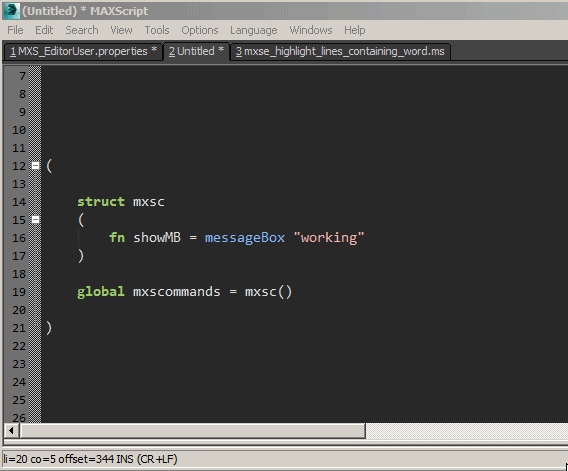 (Untitled) * MAXScript
File Edit Search View Tools Options Language Windows Help
1 MXS_EditorUser.properties * 2 Untitled * 3 mxse_highlight_lines_containing_word.ms
7
8
9
10
11
12 (
13
14 struct mxsc
15 (
16 fn showMB = messageBox "working"
17 )
18
19 global mxscommands = mxsc()
20
21 )
22
23
24
25
26
li=20 co=5 offset=344 INS (CR+LF)